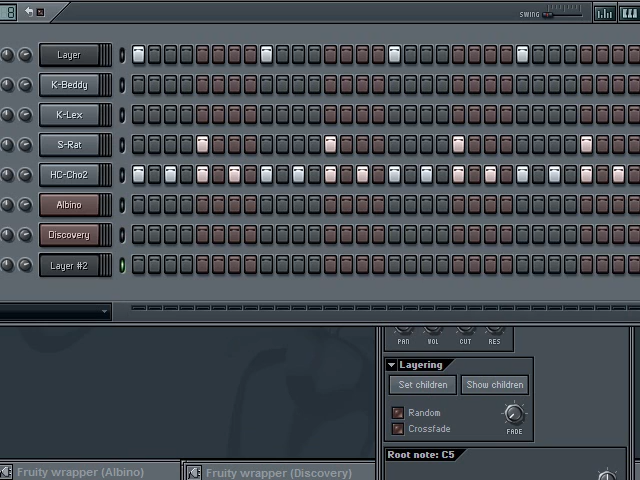 8
SWING
Layer
K-Beddy
K-Lex
S-Rat
HC-Cho2
Albino
Discovery
Layer #2
PAN VOL CUT RES
Layering
Set children Show children
Random
Crossfade
FADE
Root note: C5
Fruity wrapper (Albino) Fruity wrapper (Discovery)